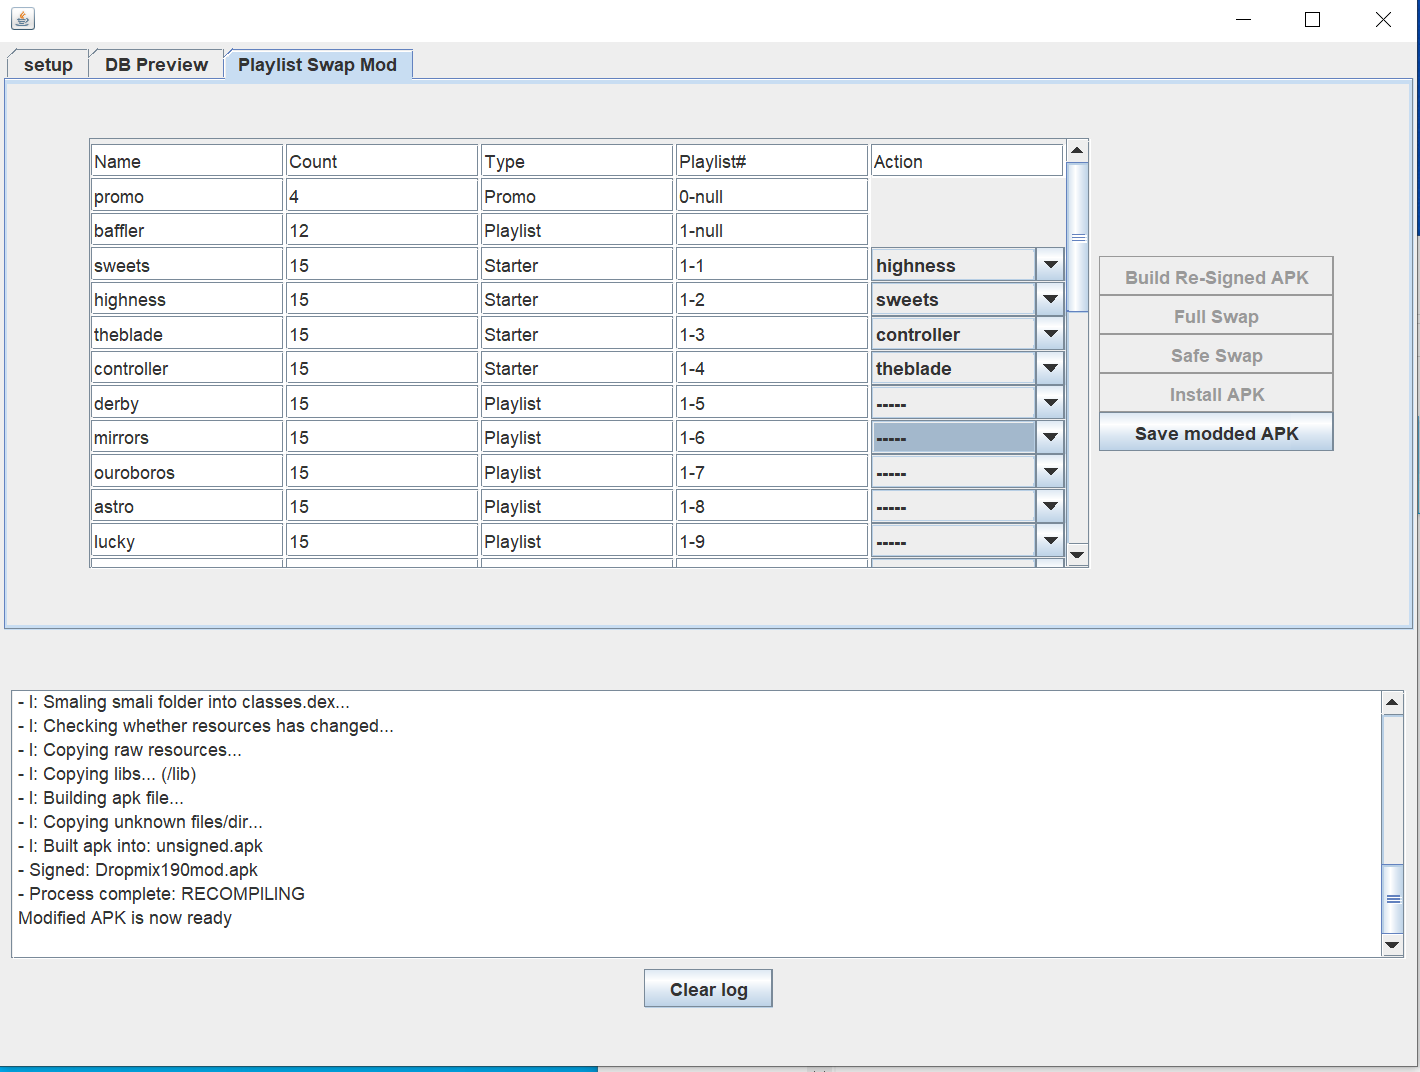 setup DB Preview Playlist Swap Mod
Name Count Type Playlist# Action
promo 4 Promo 0-null
baffler 12 Playlist 1-null
sweets 15 Starter 1-1 highness
highness 15 Starter 1-2 sweets
theblade 15 Starter 1-3 controller
controller 15 Starter 1-4 theblade
derby 15 Playlist 1-5 -----
mirrors 15 Playlist 1-6 -----
ouroboros 15 Playlist 1-7 -----
astro 15 Playlist 1-8 -----
lucky 15 Playlist 1-9 -----
Build Re-Signed APK
Full Swap
Safe Swap
Install APK
Save modded APK
- I: Smaling smali folder into classes.dex...
- I: Checking whether resources has changed...
- I: Copying raw resources...
- I: Copying libs... (/lib)
- I: Building apk file...
- I: Copying unknown files/dir...
- I: Built apk into: unsigned.apk
- Signed: Dropmix190mod.apk
- Process complete: RECOMPILING
Modified APK is now ready
Clear log